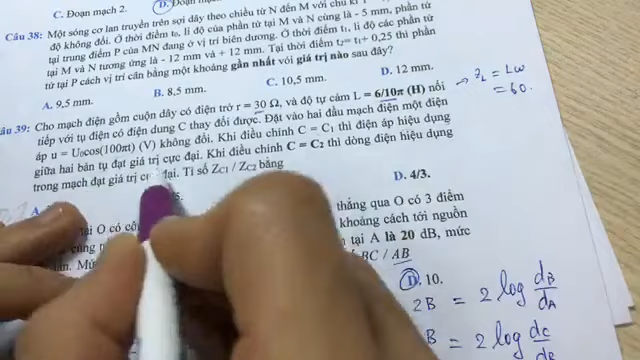 C. Đoạn mạch 2.
D. Đoạn
Câu 38: Một sóng cơ lan truyền trên sợi dây theo chiều từ N đến M với chu kì
độ không đổi. Ở thời điểm t₀, li độ của phần tử tại M và N cùng là - 5 mm, phần tử
tại trung điểm P của MN đang ở vị trí biên dương. Ở thời điểm t₁, li độ các phần tử
tại M và N tương ứng là - 12 mm và + 12 mm. Tại thời điểm t₂= t₁+ 0,25 thì phần
tử tại P cách vị trí cân bằng một khoảng gần nhất với giá trị nào sau đây?
A. 9,5 mm. B. 8,5 mm. C. 10,5 mm. D. 12 mm.
→ Z_L = Lω
= 60.
Câu 39: Cho mạch điện gồm cuộn dây có điện trở r = 30 Ω, và độ tự cảm L = 6/10π (H) nối
tiếp với tụ điện có điện dung C thay đổi được. Đặt vào hai đầu mạch điện một điện
áp u = U₀cos(100πt) (V) không đổi. Khi điều chỉnh C = C₁ thì điện áp hiệu dụng
giữa hai bản tụ đạt giá trị cực đại. Khi điều chỉnh C = C₂ thì dòng điện hiệu dụng
trong mạch đạt giá trị cực đại. Tỉ số Z_C1 / Z_C2 bằng
D. 4/3.
tại O có
thẳng qua O có 3 điểm
khoảng cách tới nguồn
tại A là 20 dB, mức
BC / AB
D. 10.
2B = 2 log dB/dA
B = 2 log dC/dB